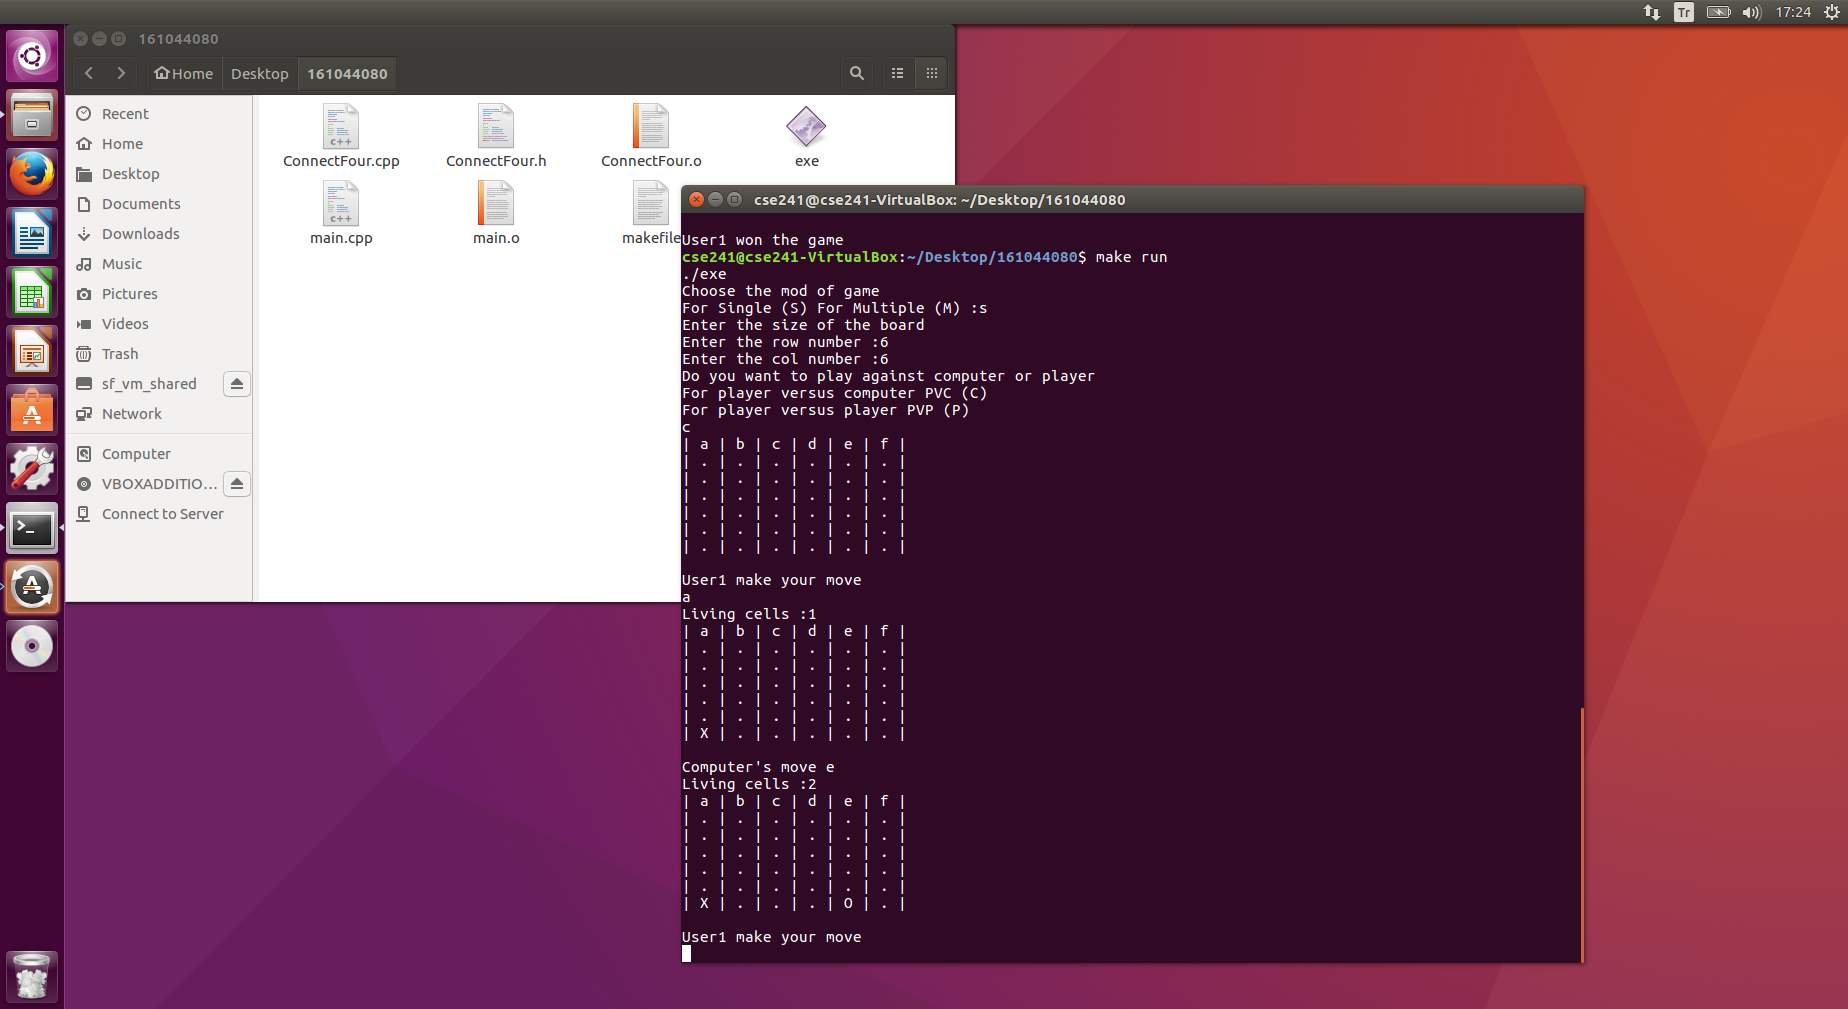 Tr 17:24
161044080
Home Desktop 161044080
Recent
Home
Desktop
Documents
Downloads
Music
Pictures
Videos
Trash
sf_vm_shared
Network
Computer
VBOXADDITIO...
Connect to Server
ConnectFour.cpp ConnectFour.h ConnectFour.o exe
main.cpp main.o makefile
cse241@cse241-VirtualBox: ~/Desktop/161044080
User1 won the game
cse241@cse241-VirtualBox:~/Desktop/161044080$ make run
./exe
Choose the mod of game
For Single (S) For Multiple (M) :s
Enter the size of the board
Enter the row number :6
Enter the col number :6
Do you want to play against computer or player
For player versus computer PVC (C)
For player versus player PVP (P)
c
| a | b | c | d | e | f |
| . | . | . | . | . | . |
| . | . | . | . | . | . |
| . | . | . | . | . | . |
| . | . | . | . | . | . |
| . | . | . | . | . | . |
| . | . | . | . | . | . |
User1 make your move
a
Living cells :1
| a | b | c | d | e | f |
| . | . | . | . | . | . |
| . | . | . | . | . | . |
| . | . | . | . | . | . |
| . | . | . | . | . | . |
| . | . | . | . | . | . |
| X | . | . | . | . | . |
Computer's move e
Living cells :2
| a | b | c | d | e | f |
| . | . | . | . | . | . |
| . | . | . | . | . | . |
| . | . | . | . | . | . |
| . | . | . | . | . | . |
| . | . | . | . | . | . |
| X | . | . | . | O | . |
User1 make your move